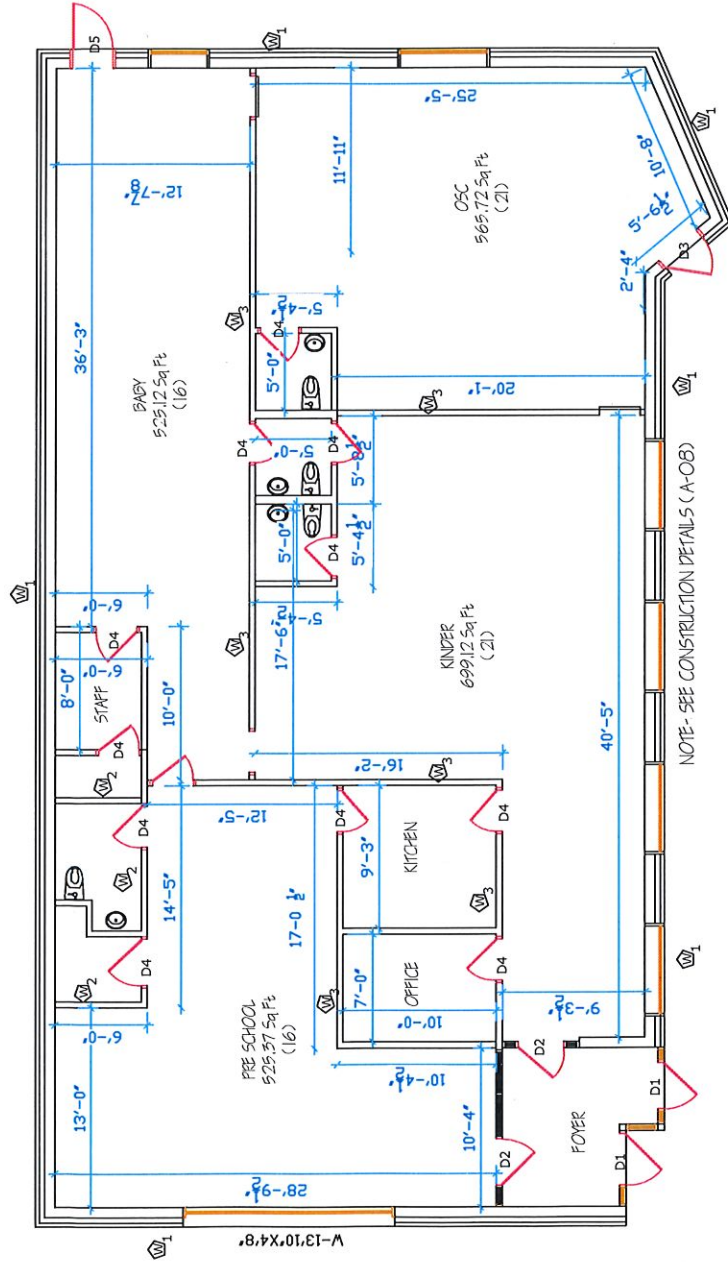 W1
W1
D5
36'-3"
6'-0"
8'-0"
6'-0"
STAFF
D4
D4
W2
10'-0"
BABY
525.12 Sq Ft
(16)
12'-7 7/8"
W1
W2
D4
W2
D4
6'-0"
13'-0"
14'-5"
12'-5"
W3
W3
17'-6"
5'-4 1/2"
5'-0"
5'-0"
D4
D4
D4
5'-4 1/2"
5'-8 1/2"
5'-0"
D4
5'-4 1/2"
11'-11"
25'-5"
OSC
565.72 Sq Ft
(21)
PRE SCHOOL
525.37 Sq Ft
(16)
17'-0 1/2"
W3
28'-9 1/2"
W-13'10"X4'8"
W1
10'-4 1/2"
10'-4"
OFFICE
7'-0"
10'-0"
D4
KITCHEN
9'-3"
D4
D4
W3
W3
16'-2"
KINDER
699.12 Sq Ft
(21)
W3
20'-1"
10'-8"
5'-6 1/2"
2'-4"
D3
W1
D2
D2
FOYER
9'-3 1/2"
40'-5"
D1
D1
W1
W1
NOTE- SEE CONSTRUCTION DETAILS (A-08)